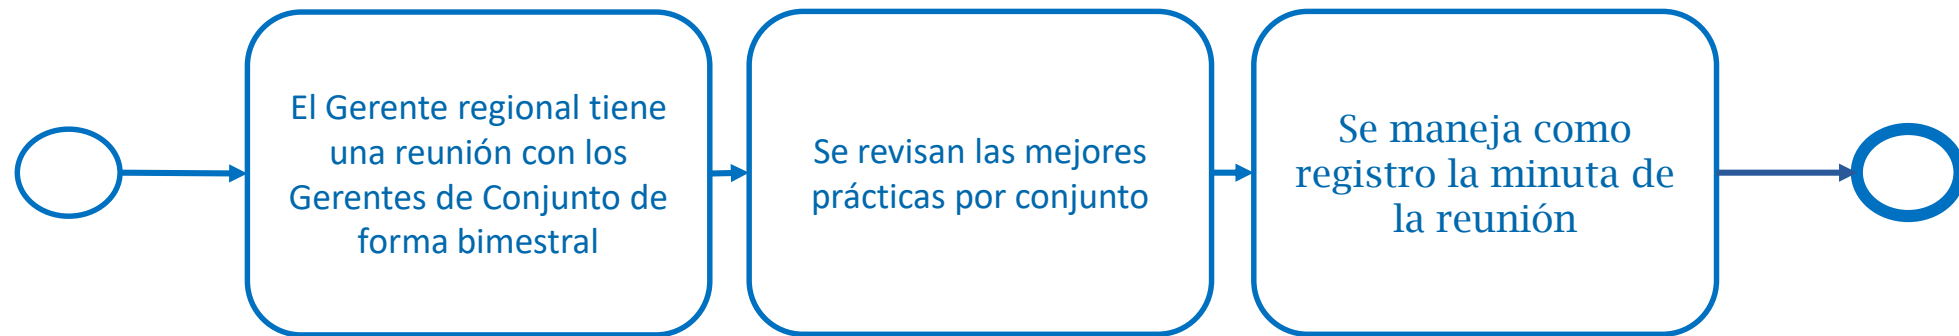 El Gerente regional tiene
una reunión con los
Gerentes de Conjunto de
forma bimestral
Se revisan las mejores
prácticas por conjunto
Se maneja como
registro la minuta de
la reunión